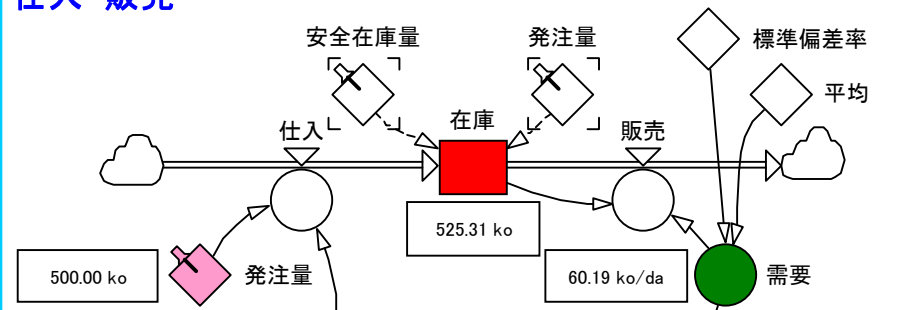 仕入 販売
安全在庫量
発注量
標準偏差率
平均
仕入
在庫
販売
525.31 ko
500.00 ko
発注量
60.19 ko/da
需要